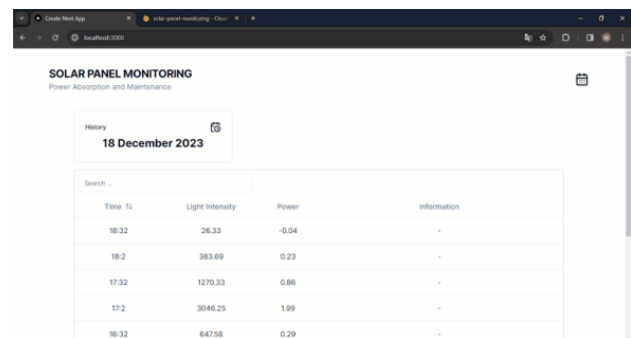 Create Next App
solar-panel-monitoring - Cloud
localhost:3000
SOLAR PANEL MONITORING
Power Absorption and Maintenance
History
18 December 2023
Search ...
Time Light Intensity Power Information
18:32 26.33 -0.04 -
18:2 383.69 0.23 -
17:32 1270.33 0.86 -
17:2 3046.25 1.99 -
16:32 647.58 0.29 -